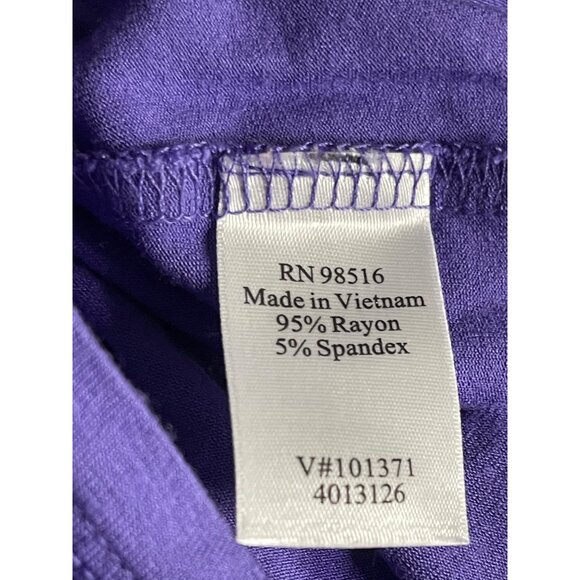 RN 98516
Made in Vietnam
95% Rayon
5% Spandex
V#101371
4013126